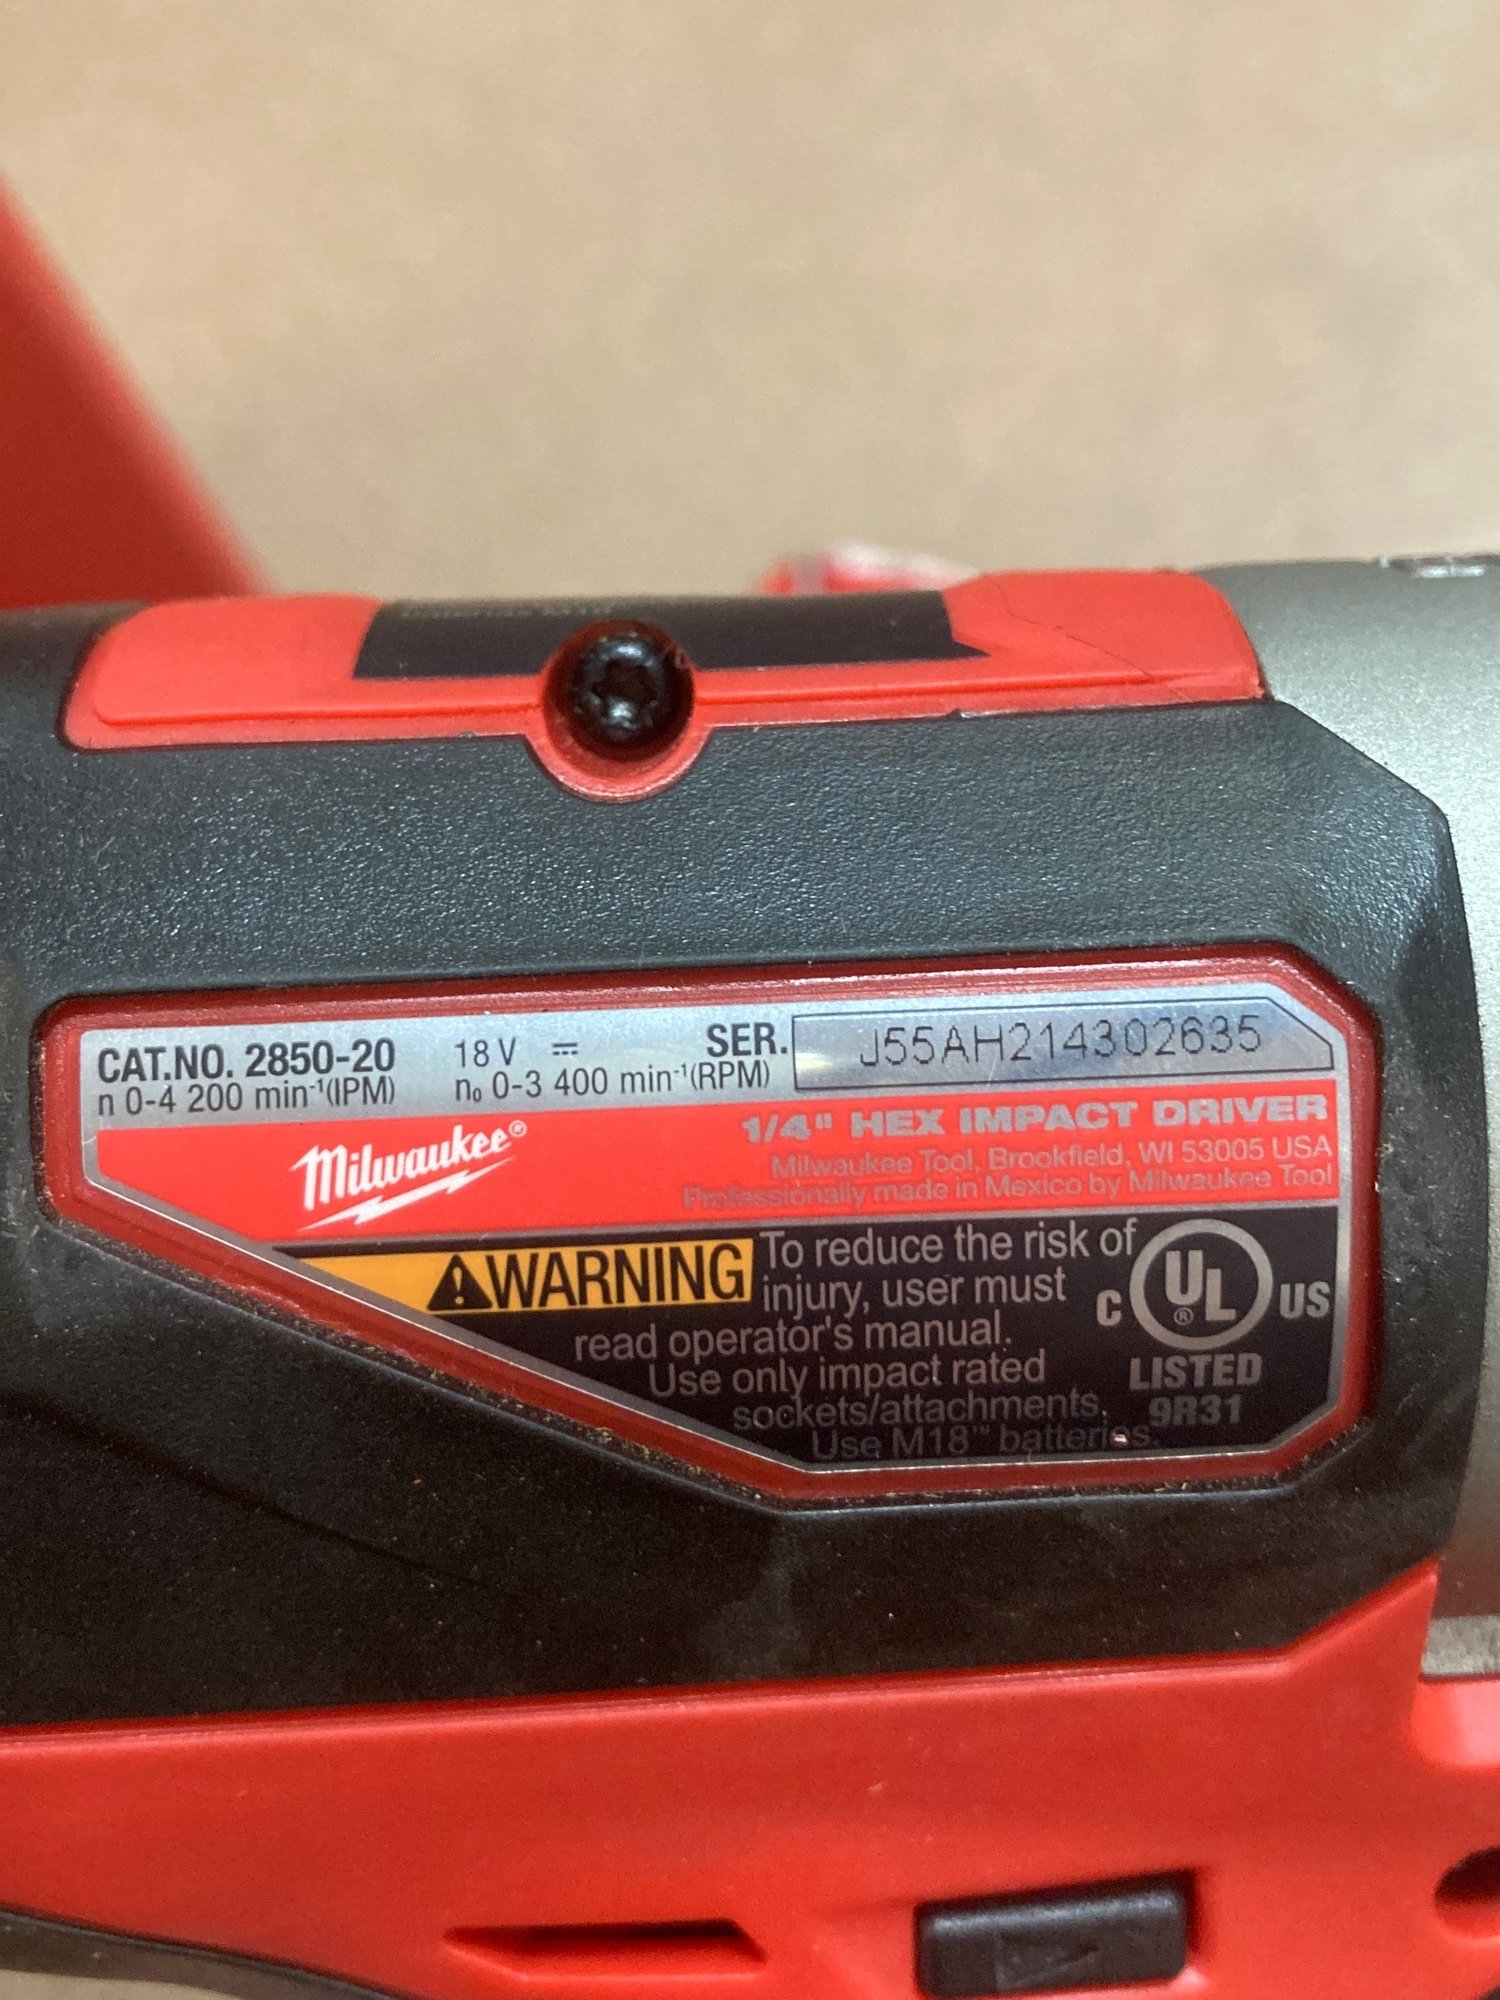 CAT.NO. 2850-20 18 V ⎓ SER. J55AH214302635
n 0-4 200 min⁻¹(IPM) n₀ 0-3 400 min⁻¹(RPM)
Milwaukee®
1/4" HEX IMPACT DRIVER
Milwaukee Tool, Brookfield, WI 53005 USA
Professionally made in Mexico by Milwaukee Tool
⚠WARNING To reduce the risk of
injury, user must
read operator's manual.
Use only impact rated
sockets/attachments.
Use M18™ batteries.
C UL® US
LISTED
9R31